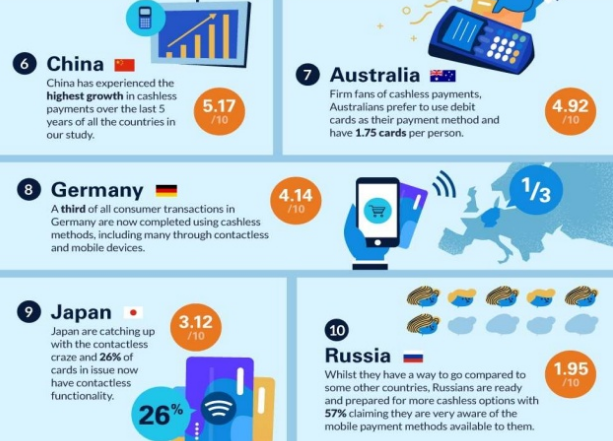 6 China
China has experienced the
highest growth in cashless
payments over the last 5
years of all the countries in
our study.
5.17
/10
7 Australia
Firm fans of cashless payments,
Australians prefer to use debit
cards as their payment method and
have 1.75 cards per person.
4.92
/10
8 Germany
A third of all consumer transactions in
Germany are now completed using cashless
methods, including many through contactless
and mobile devices.
4.14
/10
1/3
9 Japan
Japan are catching up
with the contactless
craze and 26% of
cards in issue now
have contactless
functionality.
3.12
/10
26%
10
Russia
Whilst they have a way to go compared to
some other countries, Russians are ready
and prepared for more cashless options with
57% claiming they are very aware of the
mobile payment methods available to them.
1.95
/10